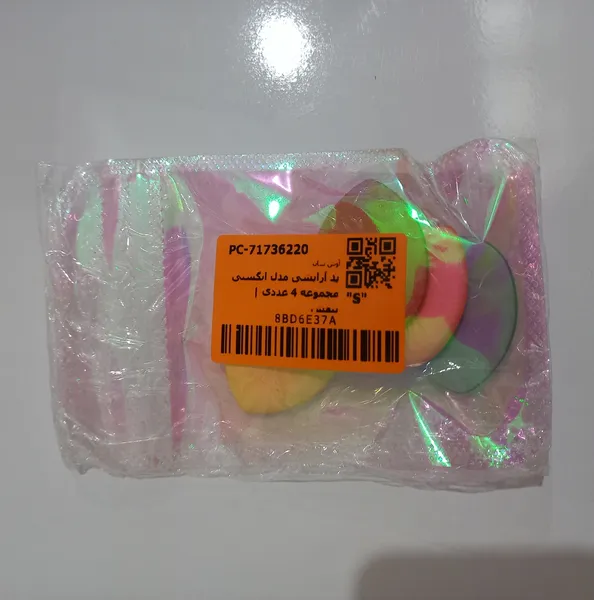 PC-71736220
پد آرایشی مدل انگشتی
مجموعه 4 عددی |
"S"
8BD6E37A